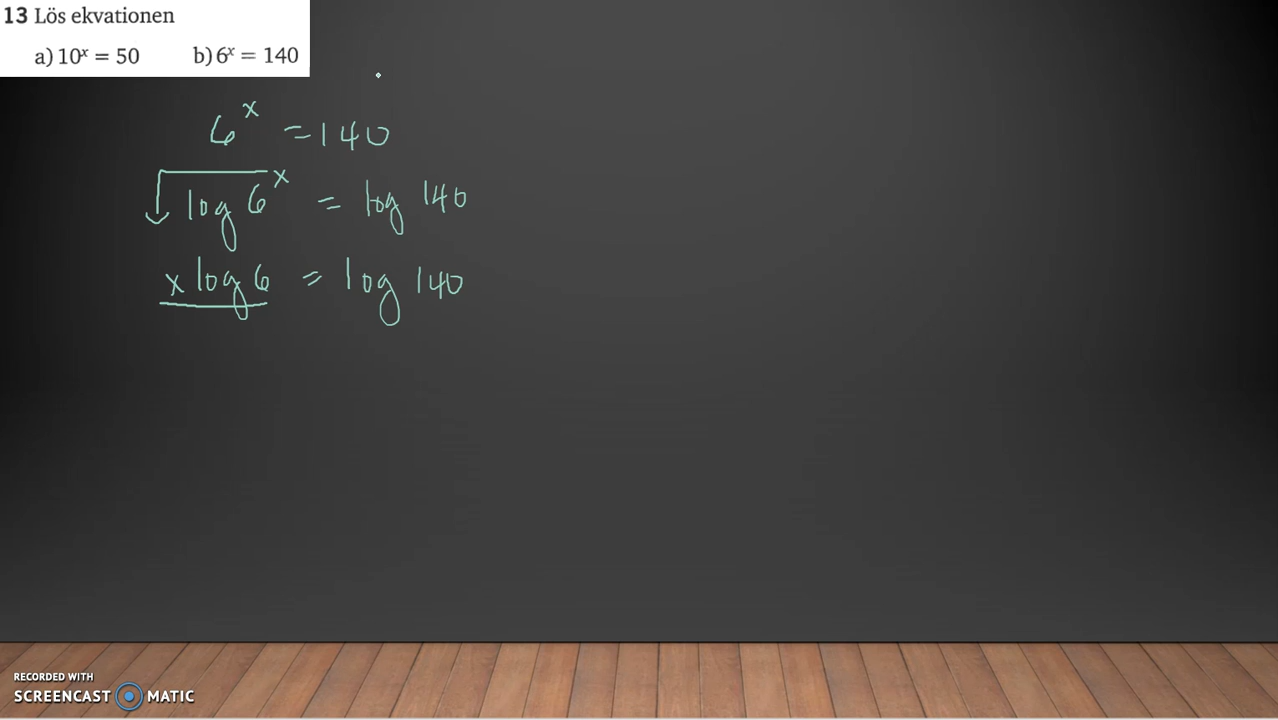 13 Lös ekvationen
a) 10ˣ = 50 b) 6ˣ = 140
6ˣ = 140
log 6ˣ = log 140
x log 6 = log 140
RECORDED WITH
SCREENCAST MATIC